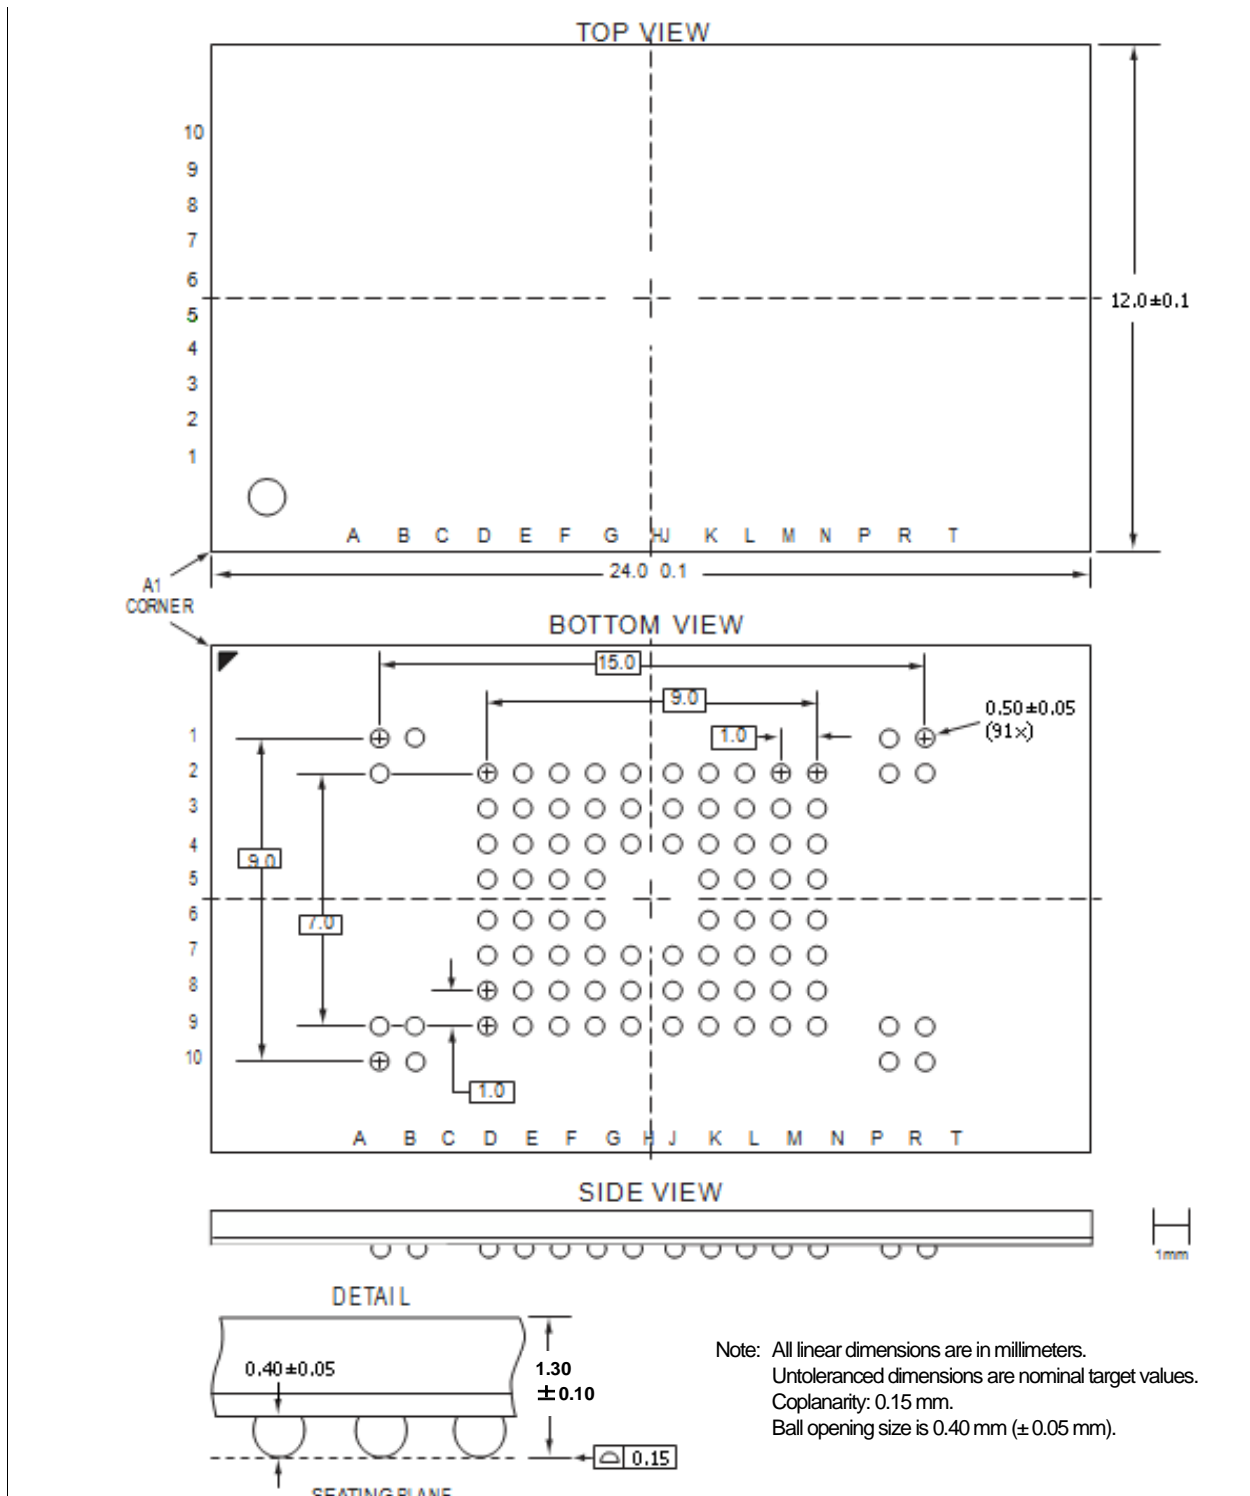 TOP VIEW
10
9
8
7
6
5
4
3
2
1
12.0±0.1
A B C D E F G HJ K L M N P R T
24.0 0.1
A1
CORNER
BOTTOM VIEW
15.0
9.0
1.0
0.50±0.05
(91×)
1
2
3
4
5
6
7
8
9
10
9.0
7.0
1.0
A B C D E F G H J K L M N P R T
SIDE VIEW
1mm
DETAIL
0.40±0.05
1.30
±0.10
0.15
SEATING PLANE
Note: All linear dimensions are in millimeters.
Untoleranced dimensions are nominal target values.
Coplanarity: 0.15 mm.
Ball opening size is 0.40 mm (± 0.05 mm).